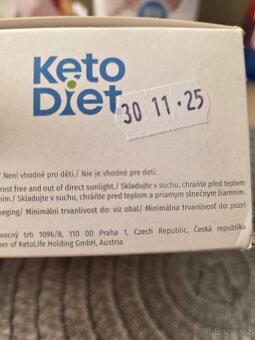 Keto
Diet
30 11 · 25
/ Není vhodné pro děti./ Nie je vhodné pre deti.
rost free and out of direct sunlight./ Skladujte v suchu, chraňte před teplem
ním./ Skladujte v suchu, chráňte pred teplom a priamym slnečným žiarením.
keging/ Minimální trvanlivost do: viz obal/ Minimálna trvanlivosť do: pozri
vocný trh 1096/8, 110 00 Praha 1, Czech Republic, Česká republika
ber of KetoLife Holding GmbH, Austria